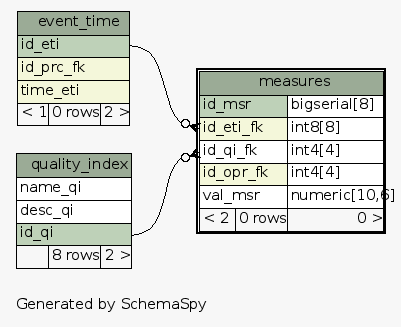 event_time
id_eti
id_prc_fk
time_eti
< 1 0 rows 2 >
measures
id_msr bigserial[8]
id_eti_fk int8[8]
id_qi_fk int4[4]
id_opr_fk int4[4]
val_msr numeric[10,6]
< 2 0 rows 0 >
quality_index
name_qi
desc_qi
id_qi
8 rows 2 >
Generated by SchemaSpy